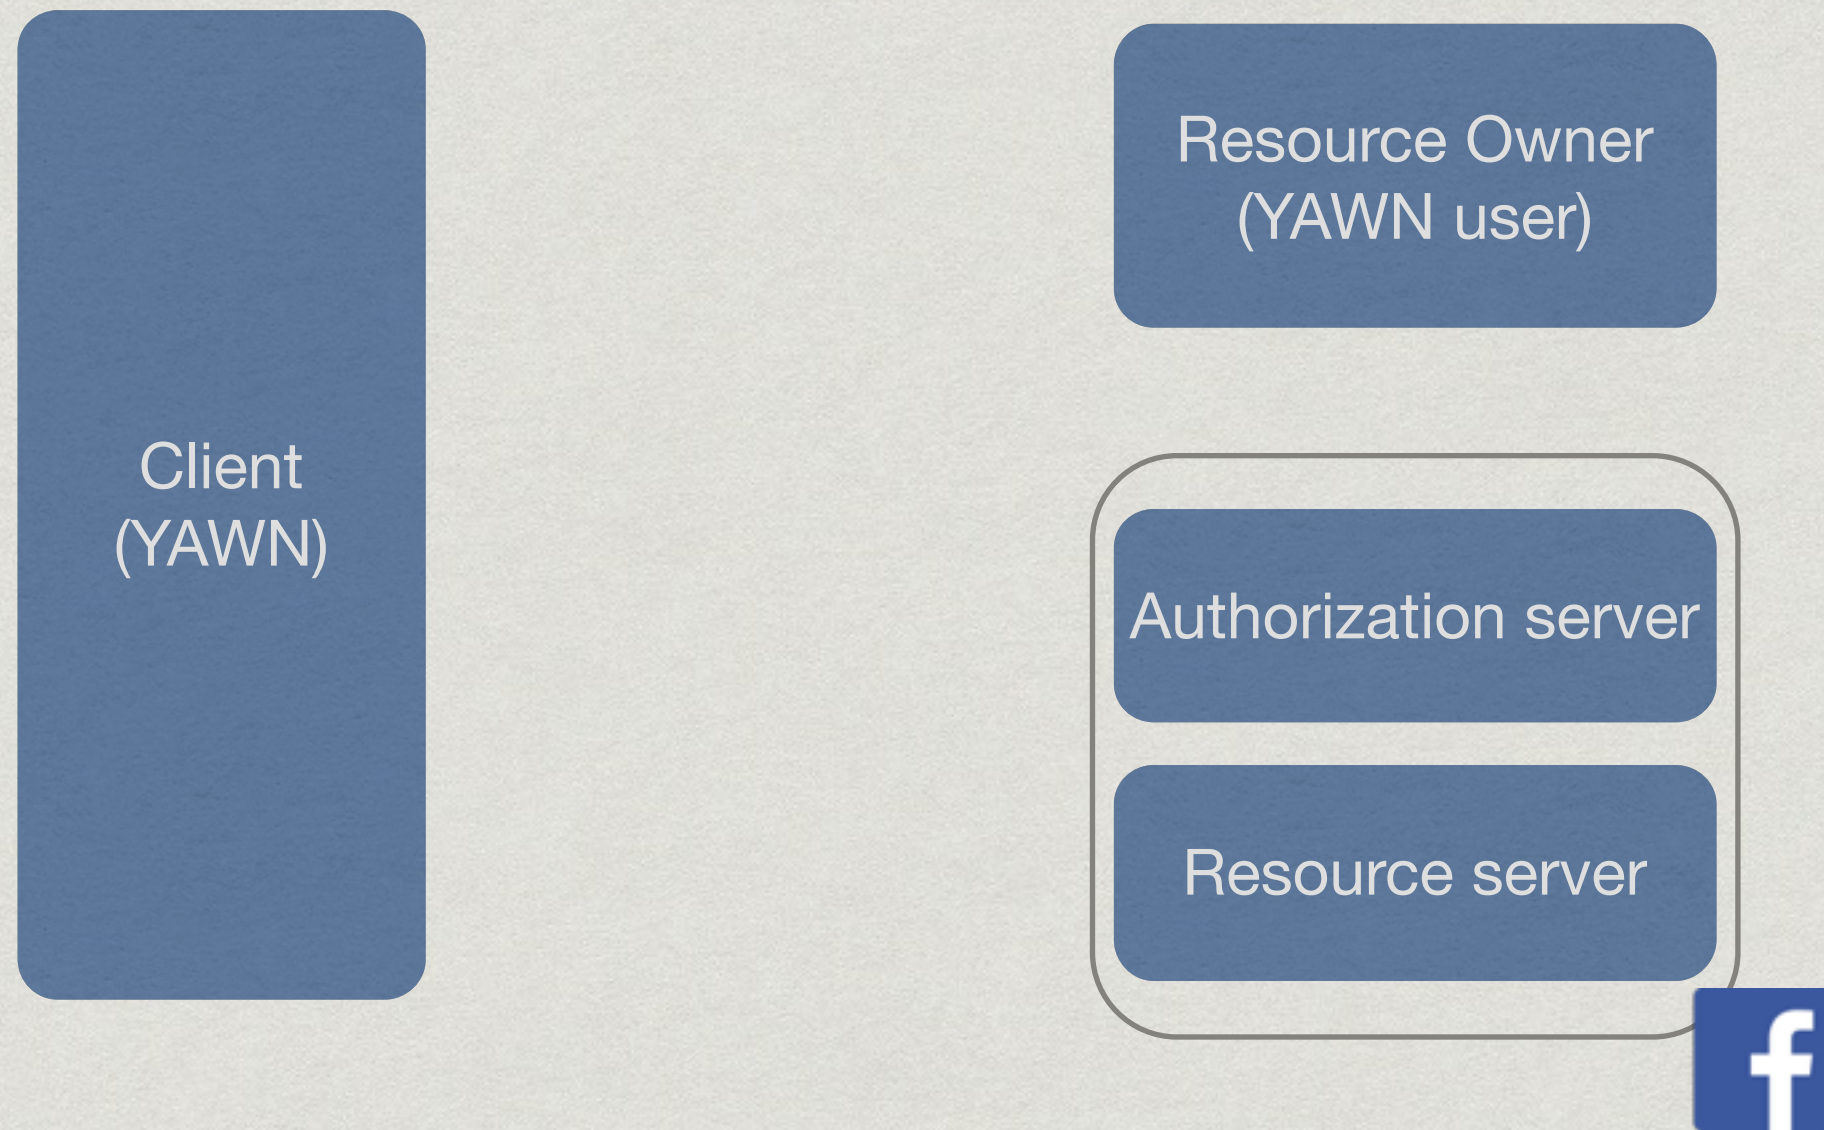 Client
(YAWN)
Resource Owner
(YAWN user)
Authorization server
Resource server
f